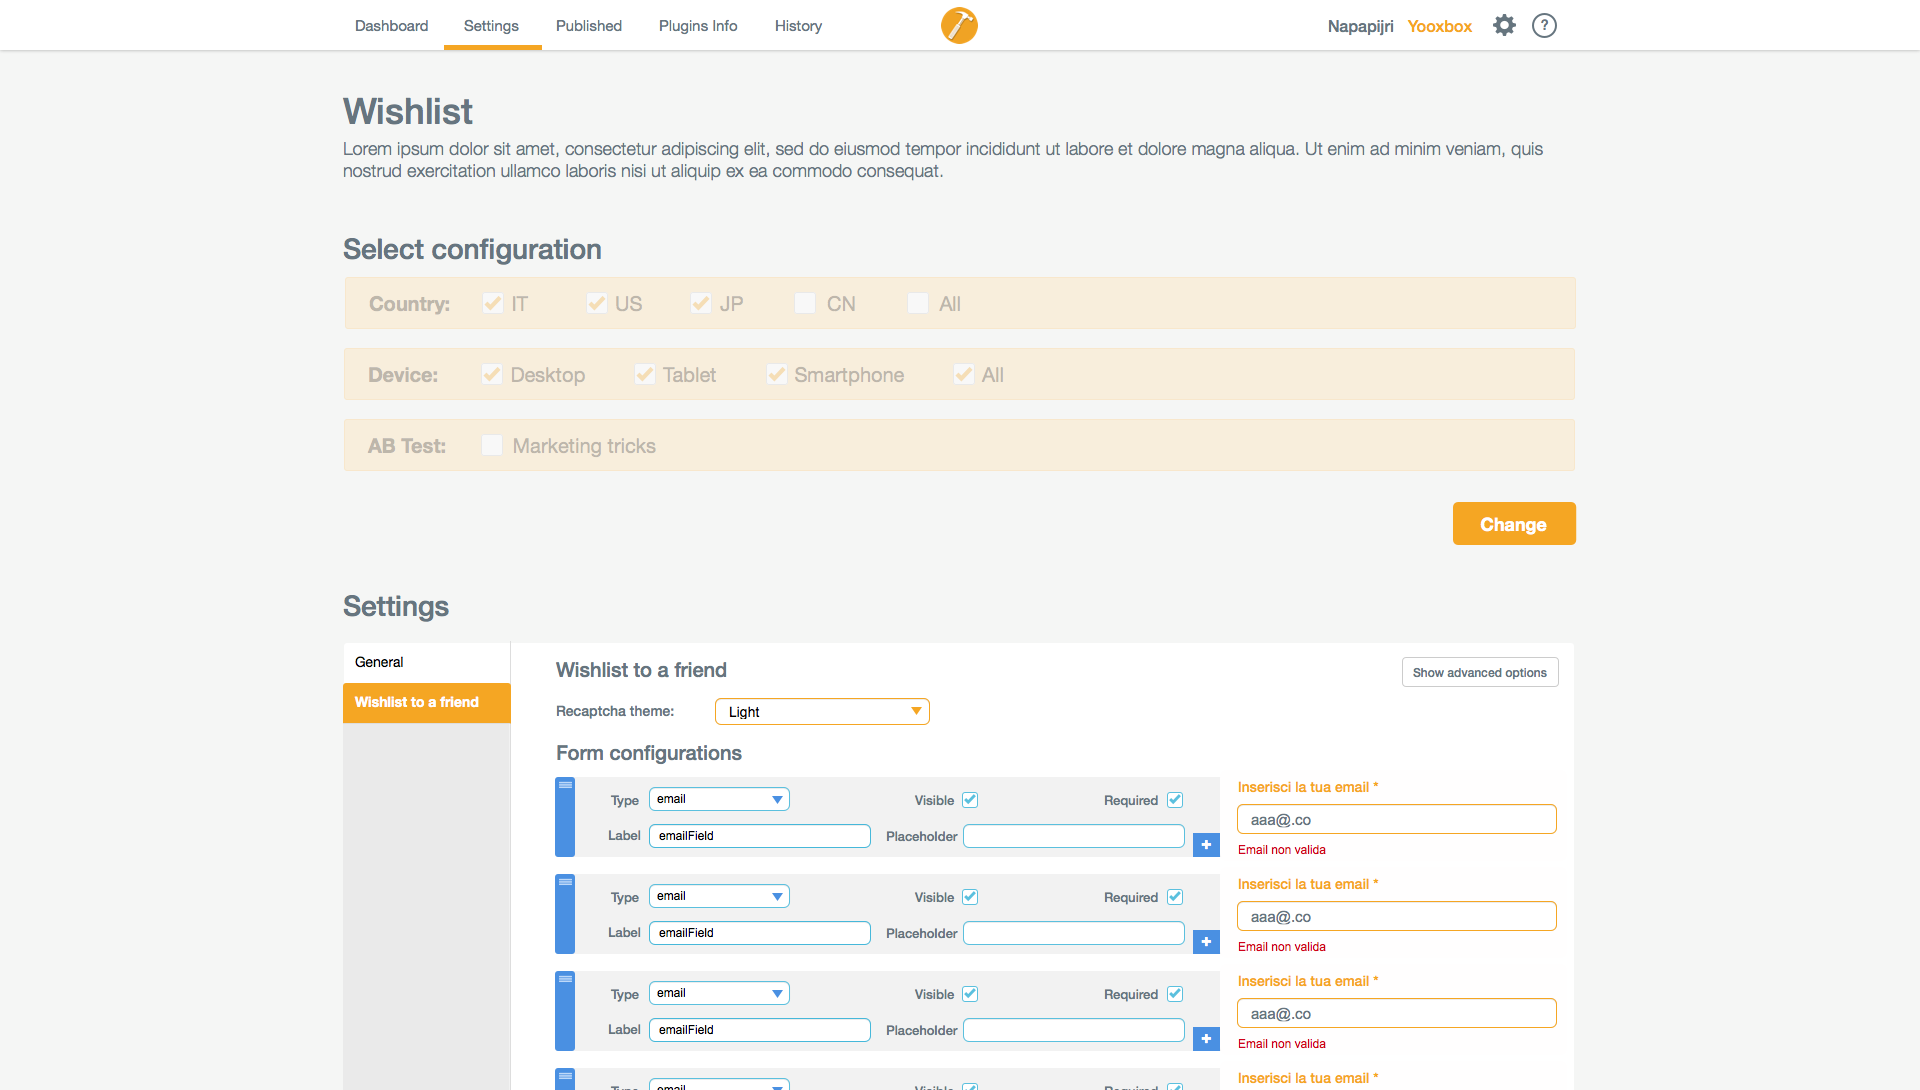 Dashboard Settings Published Plugins Info History Napapijri Yooxbox ?
Wishlist
Lorem ipsum dolor sit amet, consectetur adipiscing elit, sed do eiusmod tempor incididunt ut labore et dolore magna aliqua. Ut enim ad minim veniam, quis
nostrud exercitation ullamco laboris nisi ut aliquip ex ea commodo consequat.
Select configuration
Country: IT US JP CN All
Device: Desktop Tablet Smartphone All
AB Test: Marketing tricks
Change
Settings
General
Wishlist to a friend
Wishlist to a friend
Show advanced options
Recaptcha theme: Light
Form configurations
Type email Visible Required
Label emailField Placeholder
+
Inserisci la tua email *
aaa@.co
Email non valida
Type email Visible Required
Label emailField Placeholder
+
Inserisci la tua email *
aaa@.co
Email non valida
Type email Visible Required
Label emailField Placeholder
+
Inserisci la tua email *
aaa@.co
Email non valida
Type email Visible Required
Inserisci la tua email *